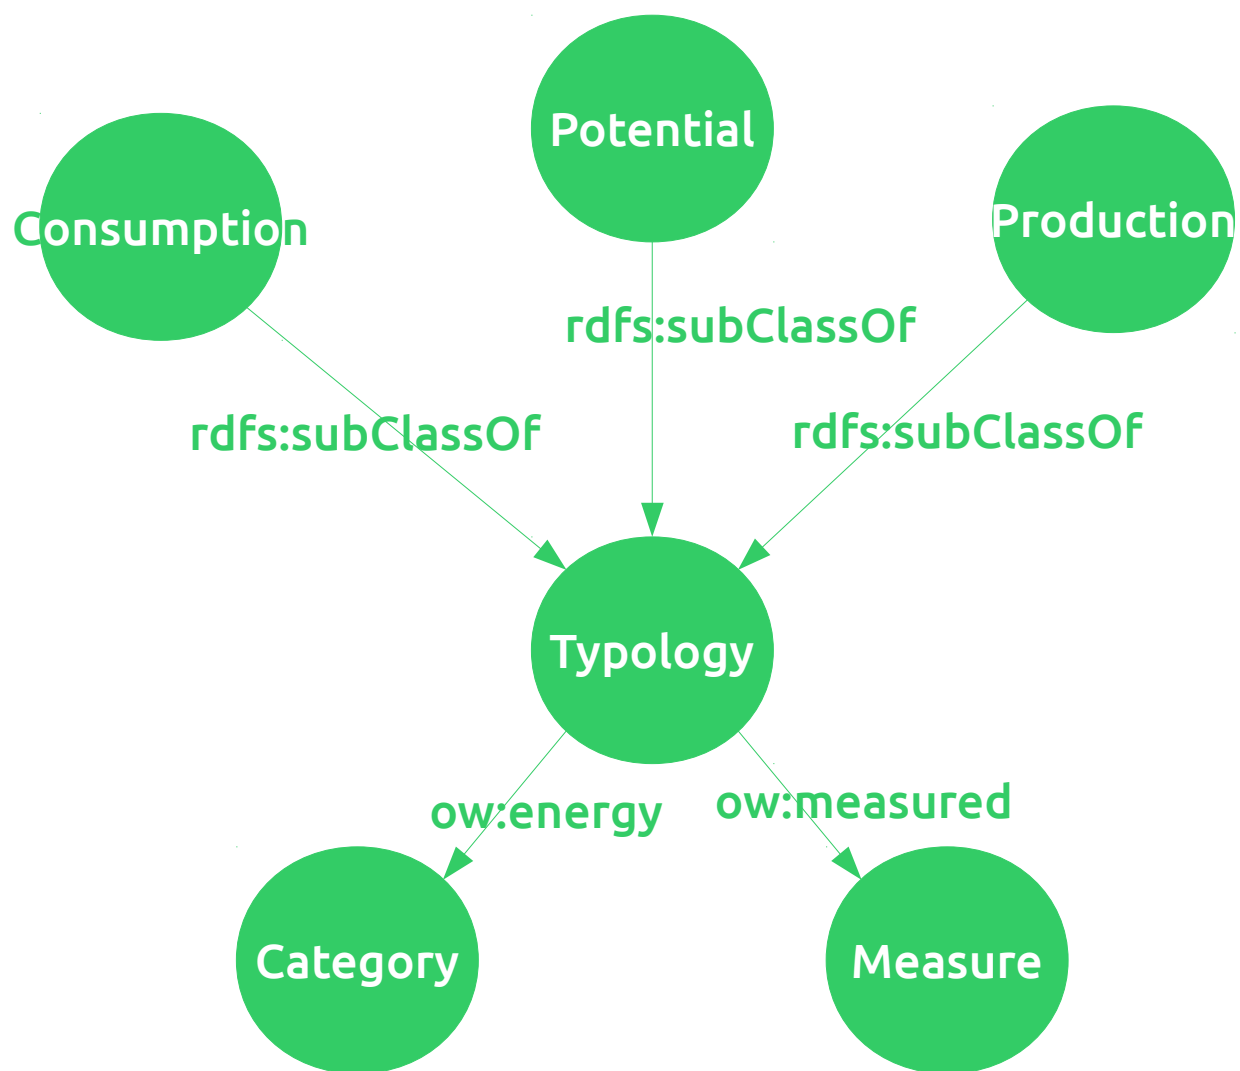 Potential
Production
Consumption
rdfs:subClassOf
rdfs:subClassOf
rdfs:subClassOf
Typology
ow:energy
ow:measured
Category
Measure